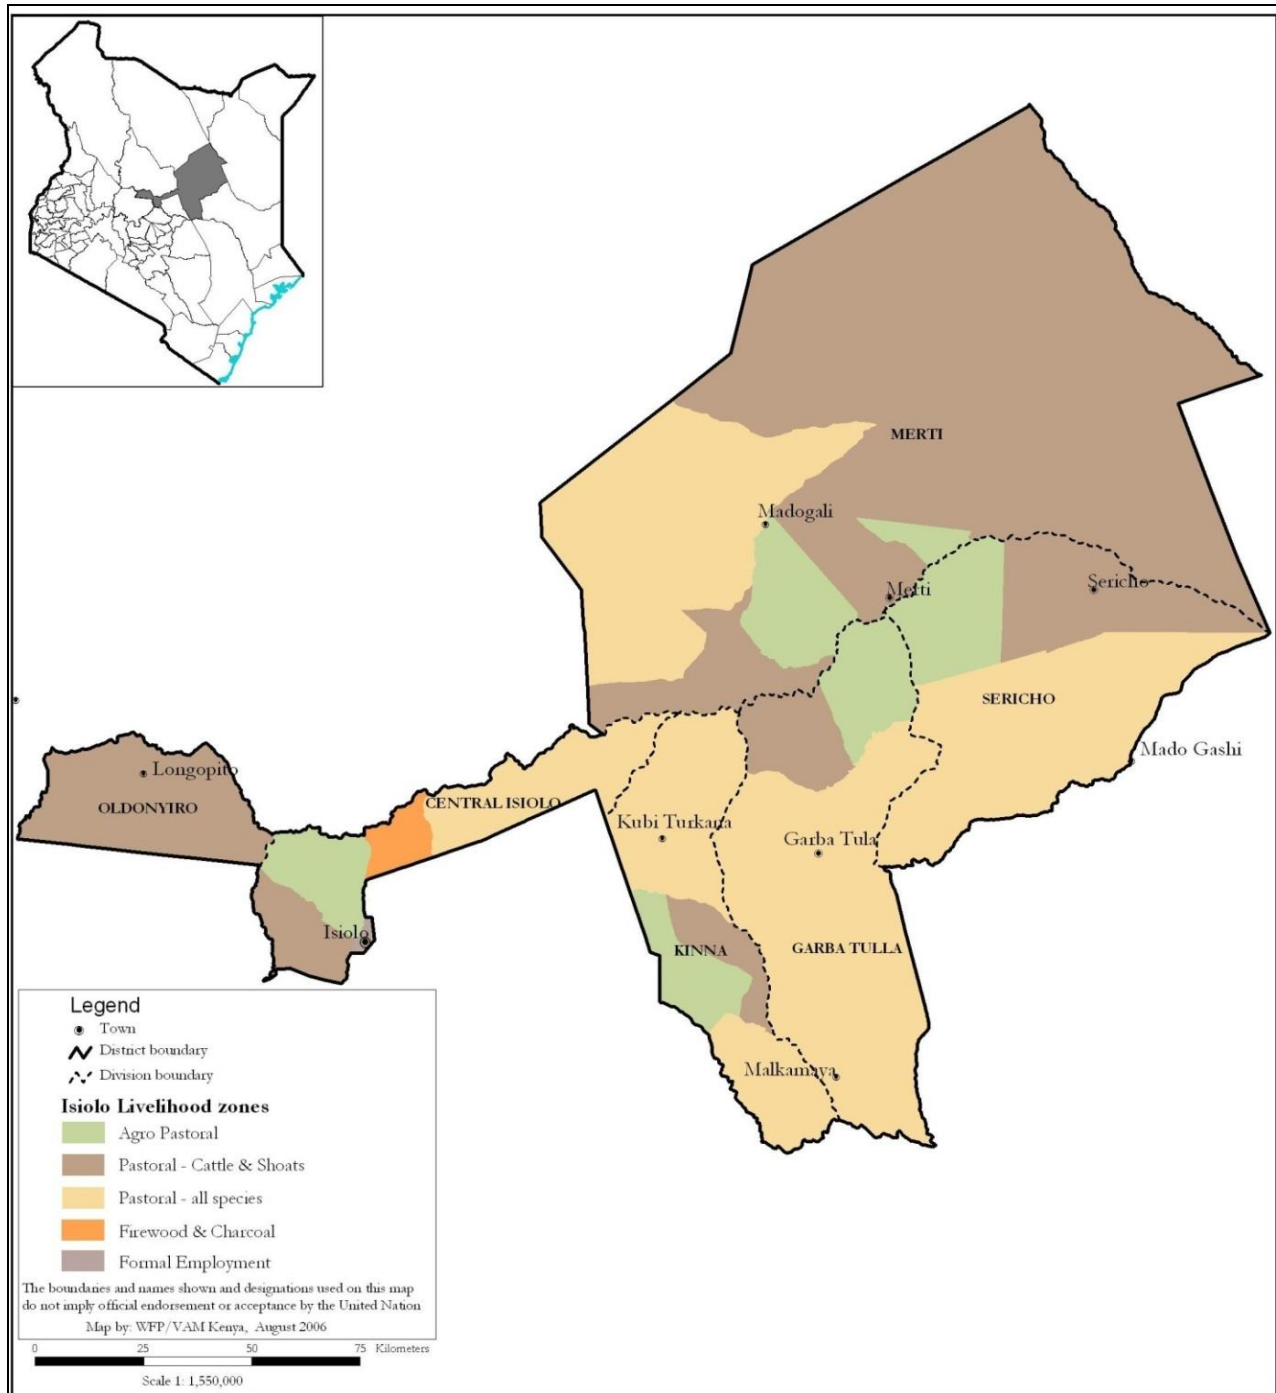 MERTI
Madogali
Merti
Sericho
SERICHO
Mado Gashi
Longopito
OLDONYIRO
CENTRAL ISIOLO
Kubi Turkana
Garba Tula
Isiolo
KINNA
GARBA TULLA
Malkamaya
Legend
Town
District boundary
Division boundary
Isiolo Livelihood zones
Agro Pastoral
Pastoral - Cattle & Shoats
Pastoral - all species
Firewood & Charcoal
Formal Employment
The boundaries and names shown and designations used on this map
do not imply official endorsement or acceptance by the United Nation
Map by: WFP/VAM Kenya, August 2006
0 25 50 75 Kilometers
Scale 1: 1,550,000